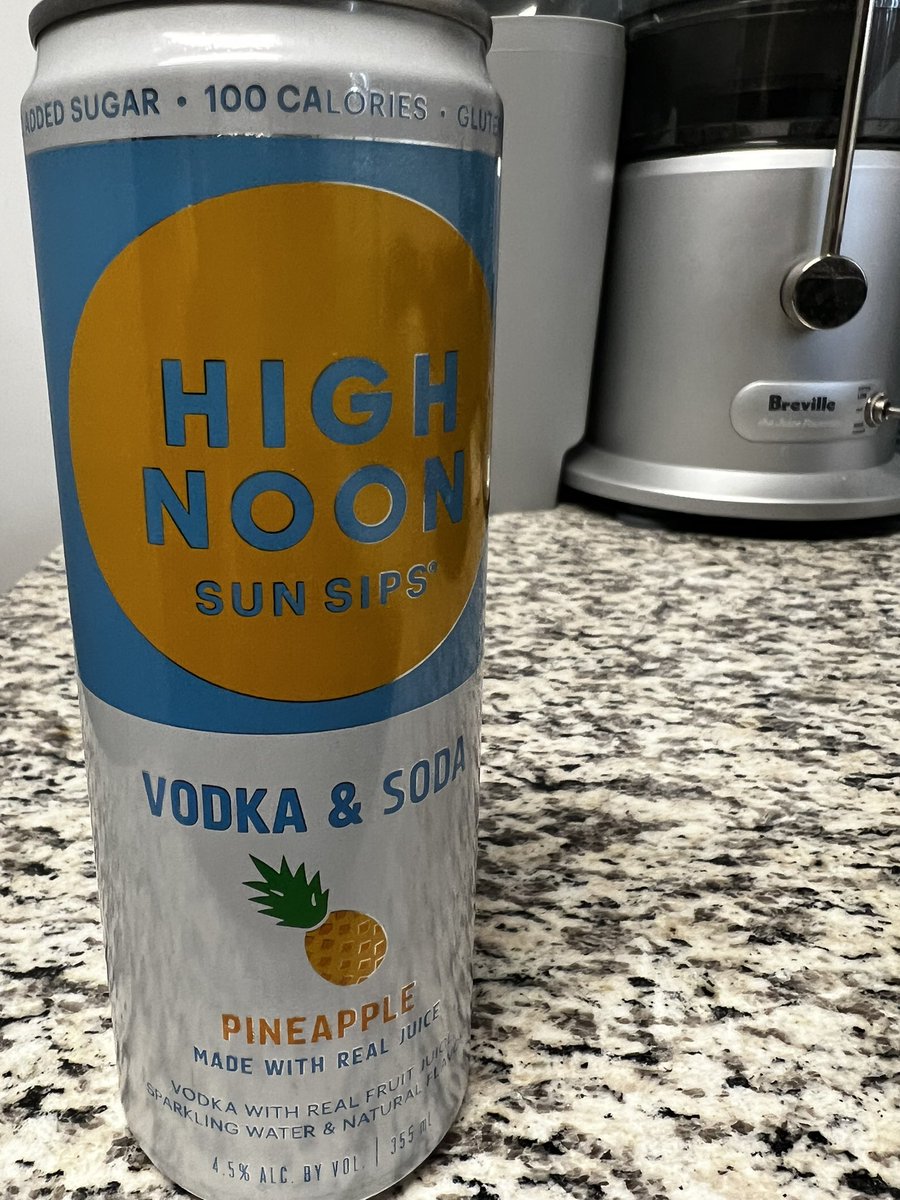 ADDED SUGAR • 100 CALORIES •
HIGH
NOON
SUN SIPS®
VODKA & SODA
PINEAPPLE
MADE WITH REAL JUICE
VODKA WITH REAL FRUIT JUICE
SPARKLING WATER & NATURAL
4.5% ALC. BY VOL. | 355 mL
Breville